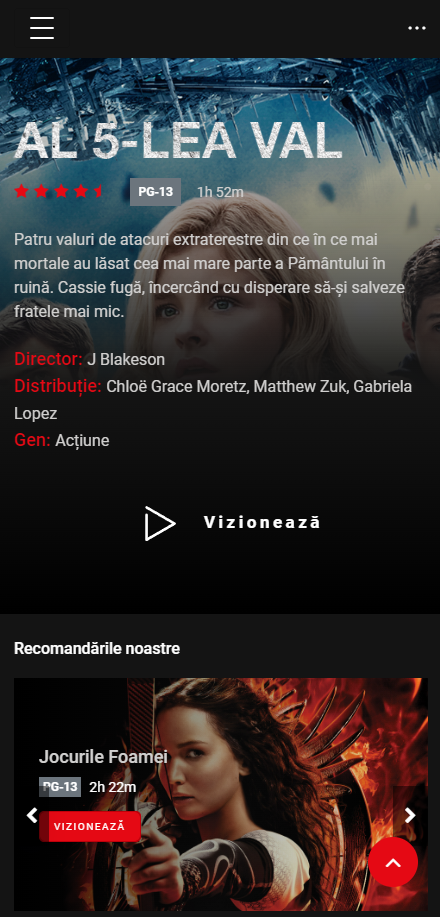 AL 5-LEA VAL
PG-13 1h 52m
Patru valuri de atacuri extraterestre din ce în ce mai
mortale au lăsat cea mai mare parte a Pământului în
ruină. Cassie fugă, încercând cu disperare să-și salveze
fratele mai mic.
Director: J Blakeson
Distribuție: Chloë Grace Moretz, Matthew Zuk, Gabriela
Lopez
Gen: Acțiune
Vizionează
Recomandările noastre
Jocurile Foamei
PG-13 2h 22m
VIZIONEAZĂ